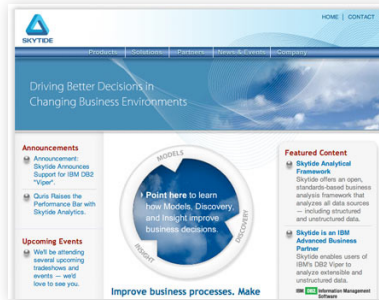 SKYTIDE
HOME | CONTACT
Products Solutions Partners News & Events Company
Driving Better Decisions in
Changing Business Environments
Announcements
Announcement:
Skytide Announces
Support for IBM DB2
"Viper".
Quris Raises the
Performance Bar with
Skytide Analytics.
Upcoming Events
We'll be attending
several upcoming
tradeshows and
events — we'd
love to see you.
MODELS
DISCOVERY
INSIGHT
Point here to learn
how Models, Discovery,
and Insight improve
business decisions.
Improve business processes. Make
Featured Content
Skytide Analytical
Framework
Skytide offers an open,
standards-based business
analysis framework that
analyzes all data sources
— including structured
and unstructured data.
Skytide is an IBM
Advanced Business
Partner
Skytide enables users of
IBM's DB2 Viper to
analyze extensible and
unstructured data.
IBM DB2 Information Management
Software